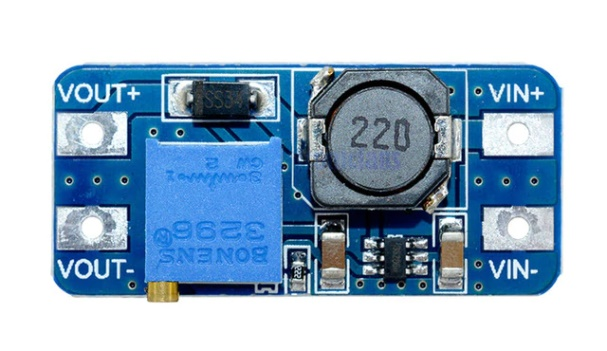 VOUT+
SS34
220
VIN+
3296
BONENS
VOUT-
VIN-